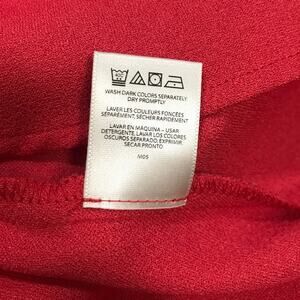 WASH DARK COLORS SEPARATELY
DRY PROMPTLY
LAVER LES COULEURS FONCÉES
SÉPARÉMENT, SÉCHER RAPIDEMENT
LAVAR EN MÁQUINA - USAR
DETERGENTE, LAVAR LOS COLORES
OSCUROS SEPARADO, EXPRIMIR
SECAR PRONTO
M05